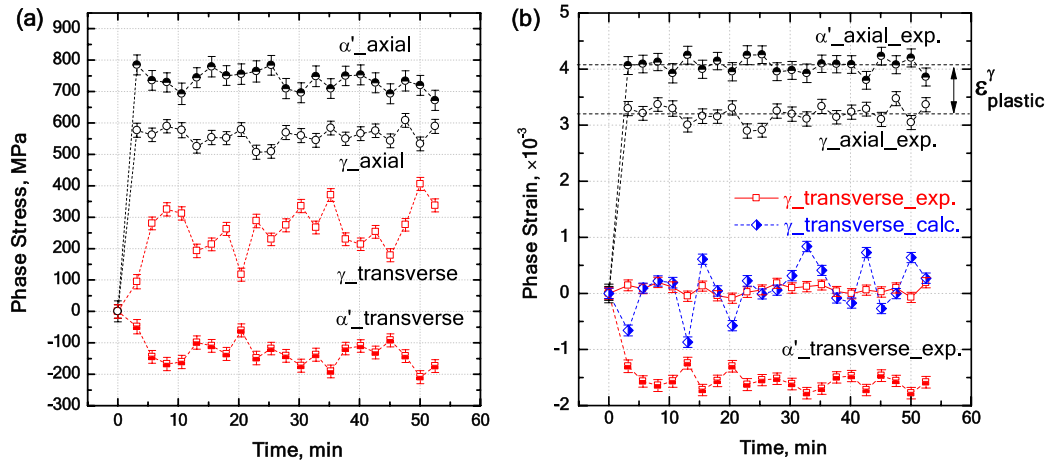 (a)
900
800
700
600
500
400
300
200
100
0
-100
-200
-300
Phase Stress, MPa
α'_axial
γ_axial
γ_transverse
α'_transverse
0 10 20 30 40 50 60
Time, min
(b)
5
4
3
2
1
0
-1
-2
Phase Strain, ×10⁻³
α'_axial_exp.
ε^γ_plastic
γ_axial_exp.
γ_transverse_exp.
γ_transverse_calc.
α'_transverse_exp.
0 10 20 30 40 50 60
Time, min